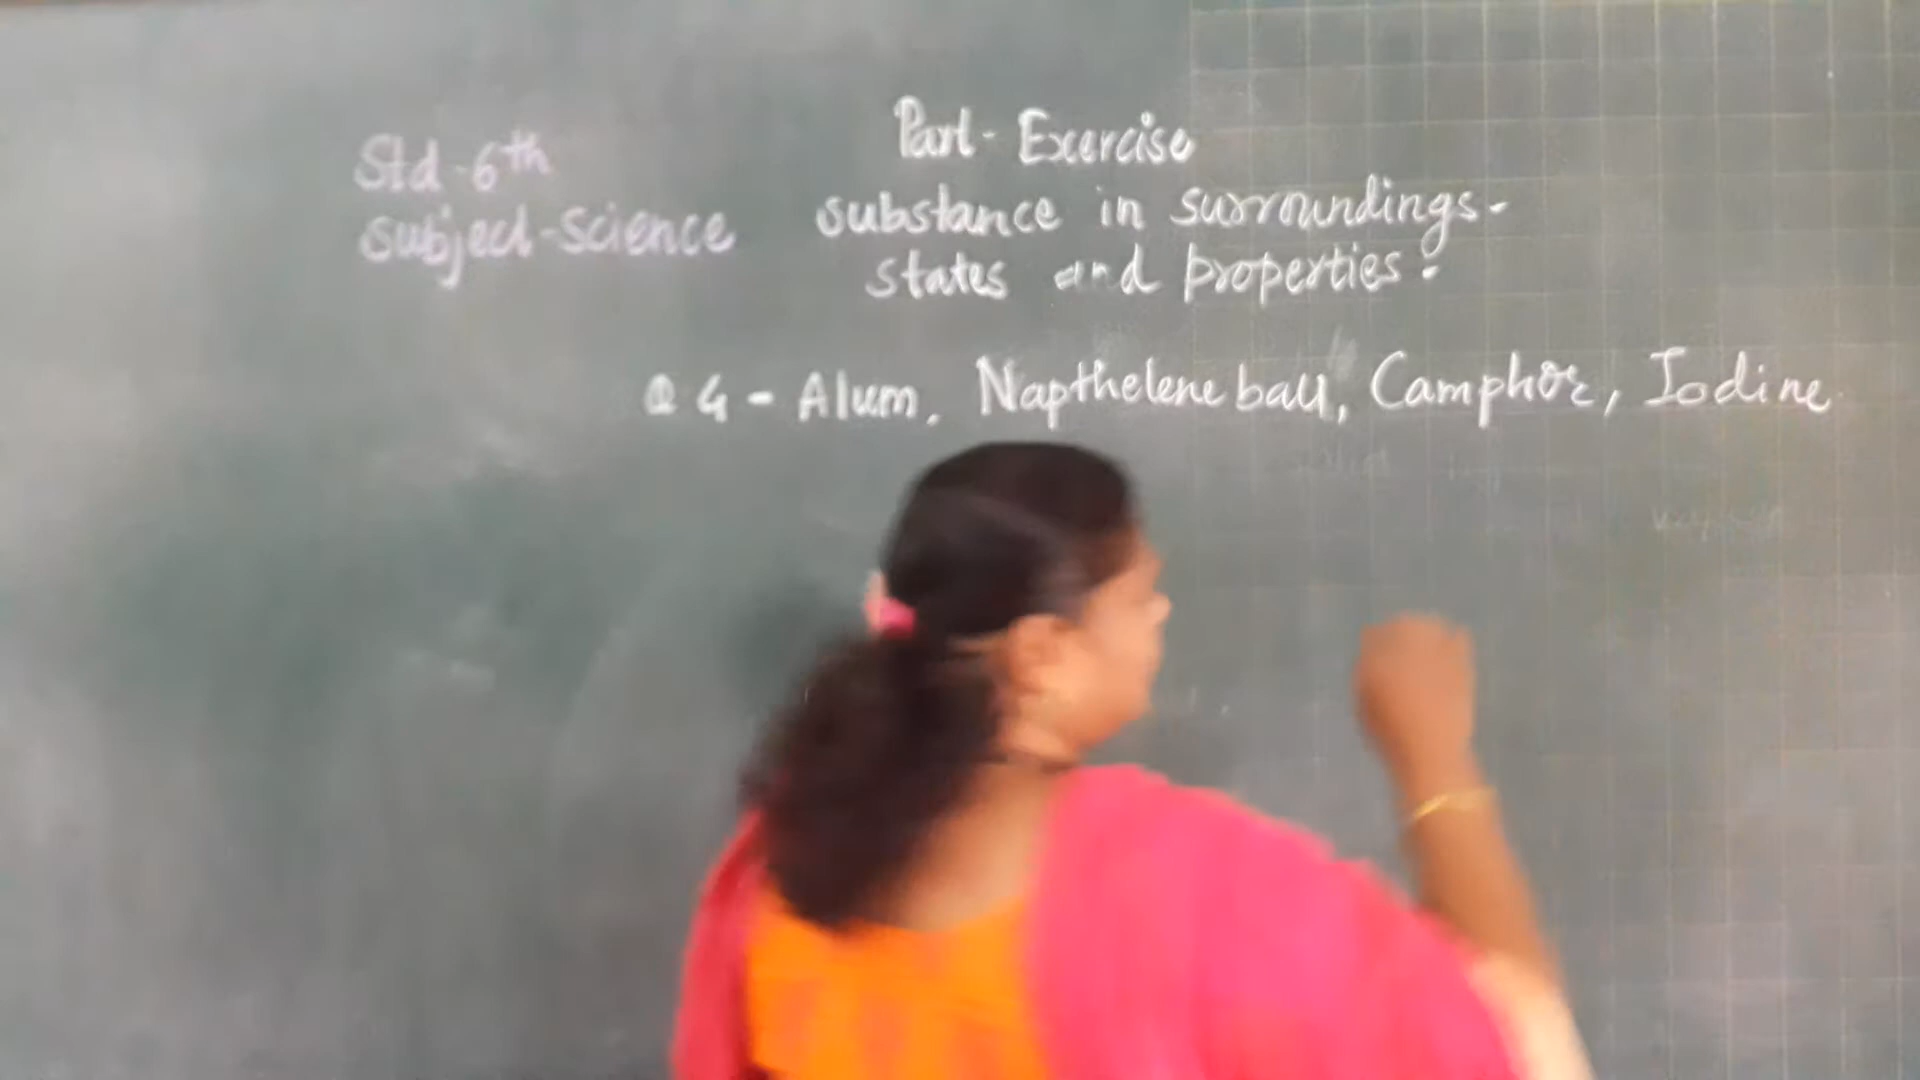 Part- Exercise
Std-6th
subject-science
substance in surroundings-
states and properties:
Q 4 - Alum, Napthelene ball, Camphor, Iodine